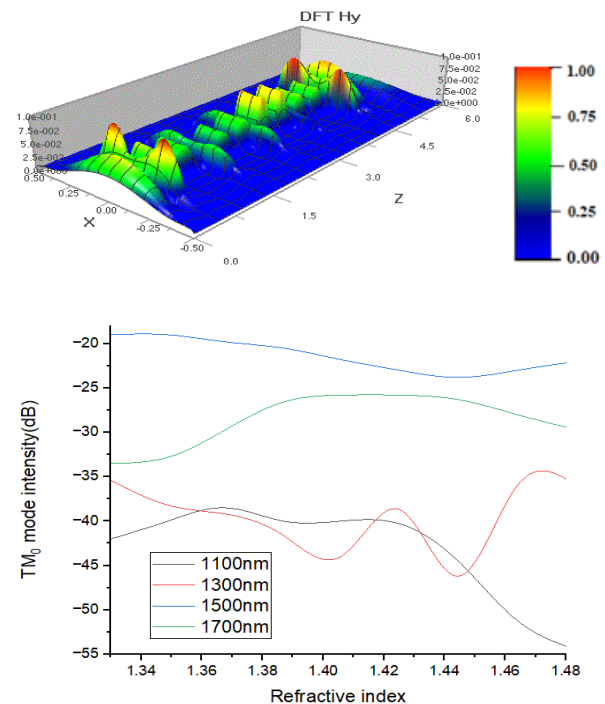 DFT Hy
1.0e-001
7.5e-002
5.0e-002
2.5e-002
0.0e+000
1.0e-001
7.5e-002
5.0e-002
2.5e-002
0.50
0.25
0.00
-0.25
-0.50
X
0.0
1.5
3.0
4.5
6.0
Z
1.00
0.75
0.50
0.25
0.00
TM0 mode intensity(dB)
−20
−25
−30
−35
−40
−45
−50
−55
1100nm
1300nm
1500nm
1700nm
1.34 1.36 1.38 1.40 1.42 1.44 1.46 1.48
Refractive index